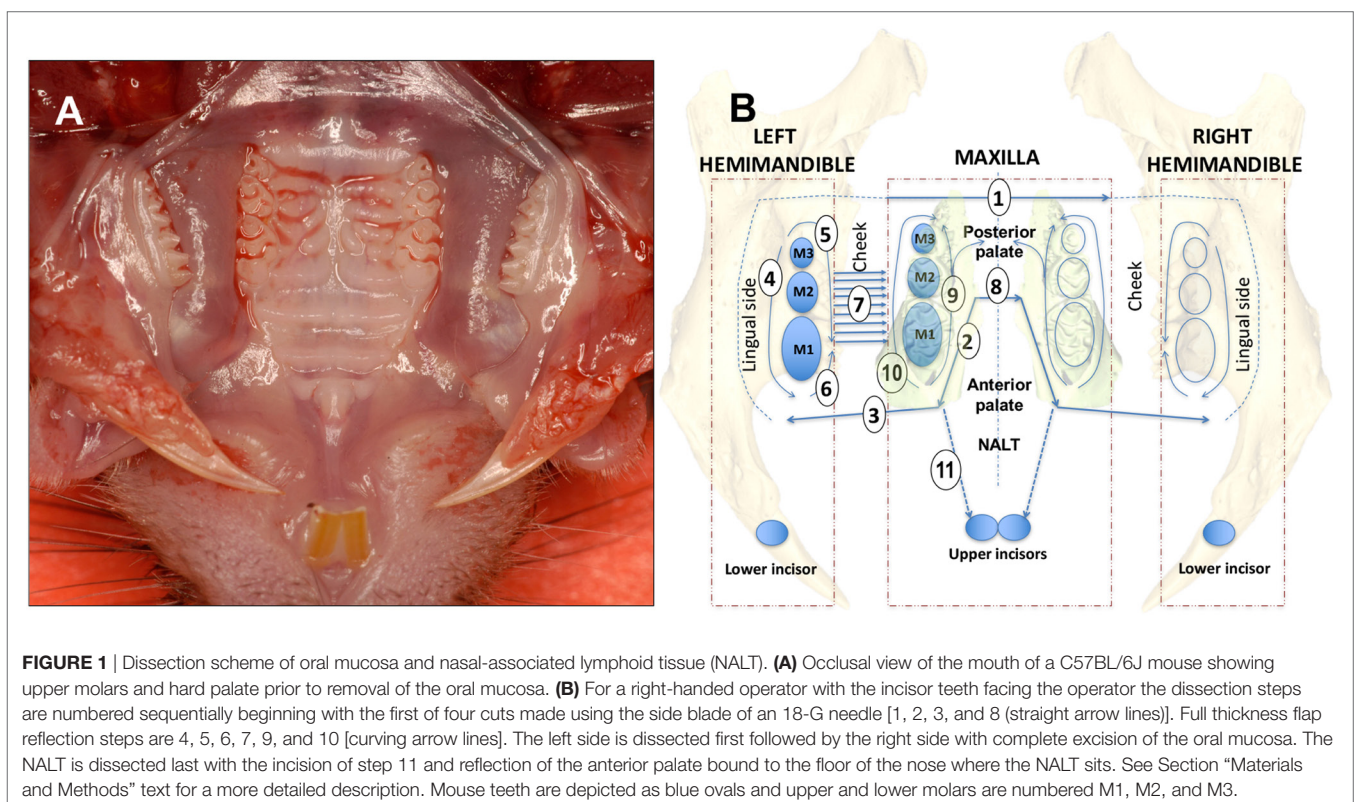 A
B
LEFT
HEMIMANDIBLE
MAXILLA
RIGHT
HEMIMANDIBLE
1
Posterior
palate
5
M3
M3
4
Cheek
Cheek
M2
M2
8
9
7
Lingual side
Lingual side
M1
M1
2
10
6
Anterior
palate
3
NALT
11
Upper incisors
Lower incisor
Lower incisor
FIGURE 1 | Dissection scheme of oral mucosa and nasal-associated lymphoid tissue (NALT). (A) Occlusal view of the mouth of a C57BL/6J mouse showing
upper molars and hard palate prior to removal of the oral mucosa. (B) For a right-handed operator with the incisor teeth facing the operator the dissection steps
are numbered sequentially beginning with the first of four cuts made using the side blade of an 18-G needle [1, 2, 3, and 8 (straight arrow lines)]. Full thickness flap
reflection steps are 4, 5, 6, 7, 9, and 10 [curving arrow lines]. The left side is dissected first followed by the right side with complete excision of the oral mucosa. The
NALT is dissected last with the incision of step 11 and reflection of the anterior palate bound to the floor of the nose where the NALT sits. See Section “Materials
and Methods” text for a more detailed description. Mouse teeth are depicted as blue ovals and upper and lower molars are numbered M1, M2, and M3.